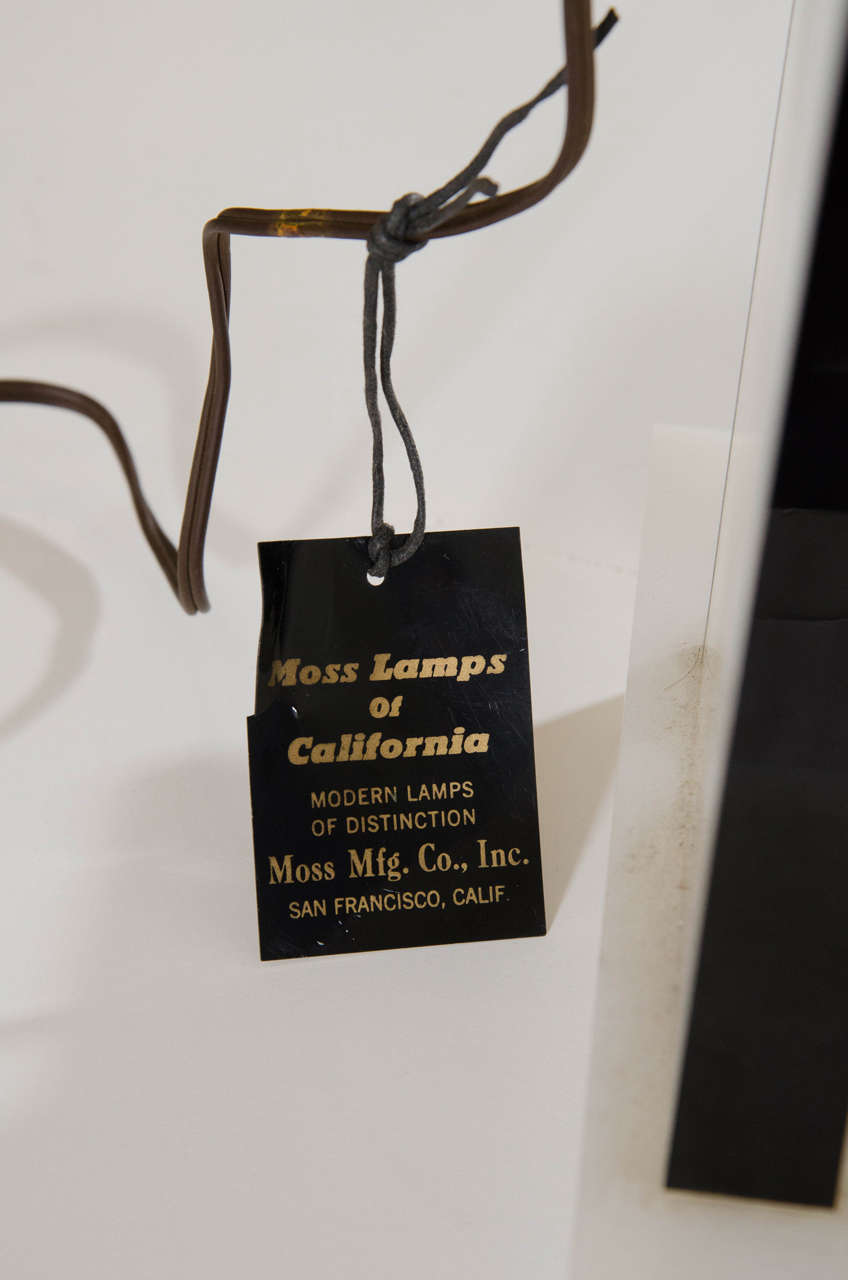 Moss Lamps
Of
California
MODERN LAMPS
OF DISTINCTION
Moss Mfg. Co., Inc.
SAN FRANCISCO, CALIF.